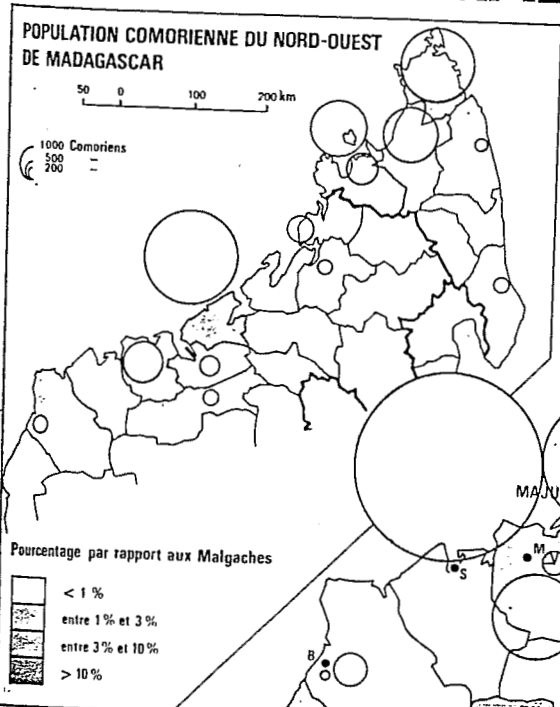 POPULATION COMORIENNE DU NORD-OUEST
DE MADAGASCAR
50 0 100 200 km
1000 Comoriens
500 —
200 —
MAJU
M
V
S
B
Pourcentage par rapport aux Malgaches
< 1 %
entre 1% et 3%
entre 3% et 10%
> 10%